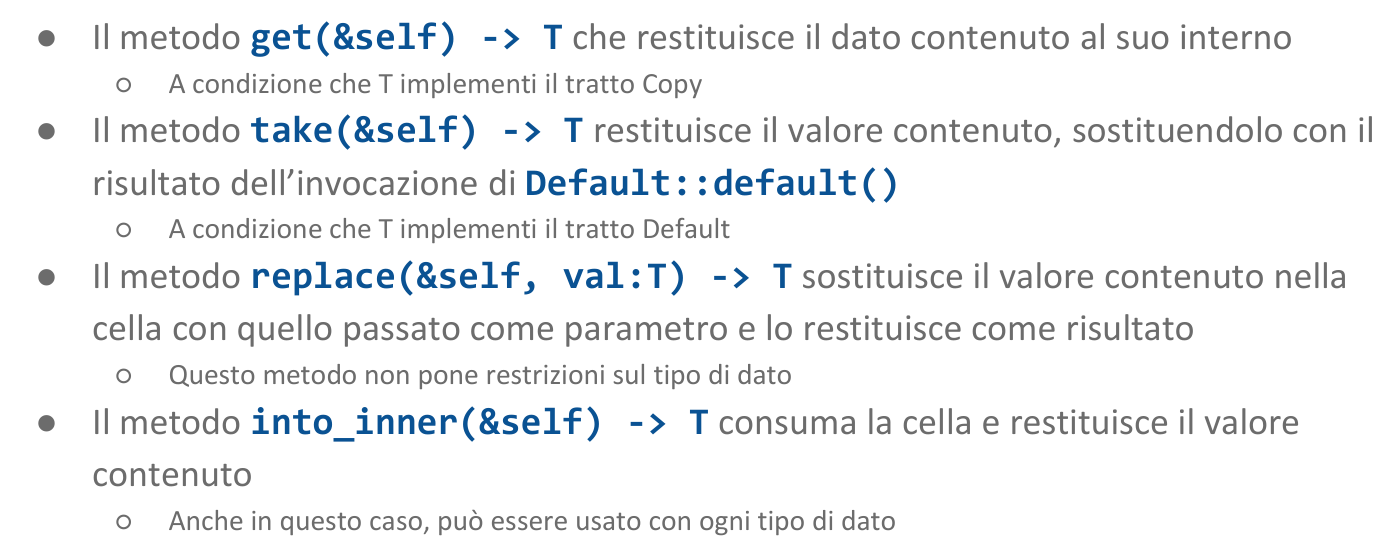 ● Il metodo get(&self) -> T che restituisce il dato contenuto al suo interno
○ A condizione che T implementi il tratto Copy
● Il metodo take(&self) -> T restituisce il valore contenuto, sostituendolo con il
risultato dell’invocazione di Default::default()
○ A condizione che T implementi il tratto Default
● Il metodo replace(&self, val:T) -> T sostituisce il valore contenuto nella
cella con quello passato come parametro e lo restituisce come risultato
○ Questo metodo non pone restrizioni sul tipo di dato
● Il metodo into_inner(&self) -> T consuma la cella e restituisce il valore
contenuto
○ Anche in questo caso, può essere usato con ogni tipo di dato